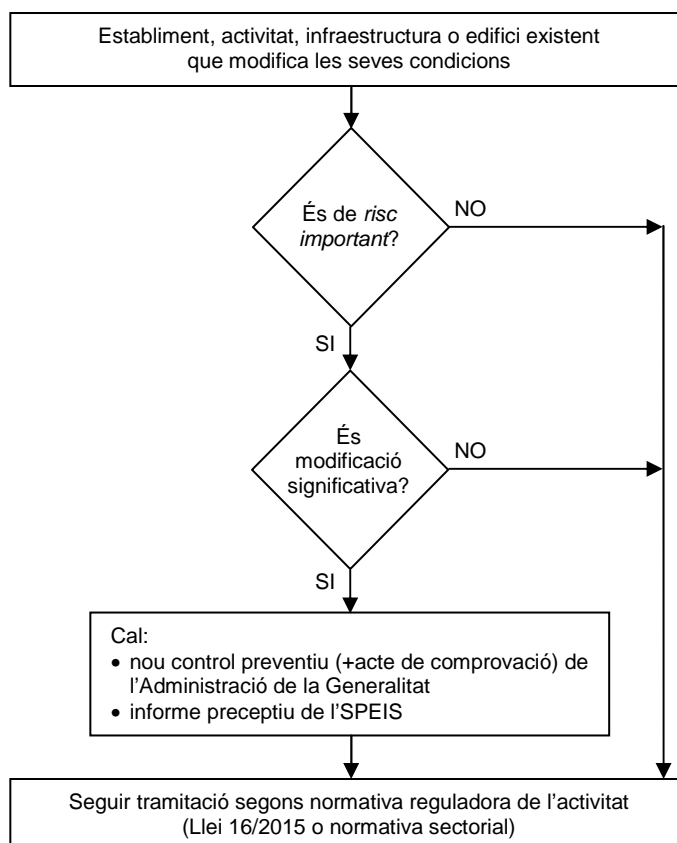 Establiment, activitat, infraestructura o edifici existent
que modifica les seves condicions
És de risc
important?
NO
SI
És
modificació
significativa?
NO
SI
Cal:
• nou control preventiu (+acte de comprovació) de
l’Administració de la Generalitat
• informe preceptiu de l’SPEIS
Seguir tramitació segons normativa reguladora de l’activitat
(Llei 16/2015 o normativa sectorial)